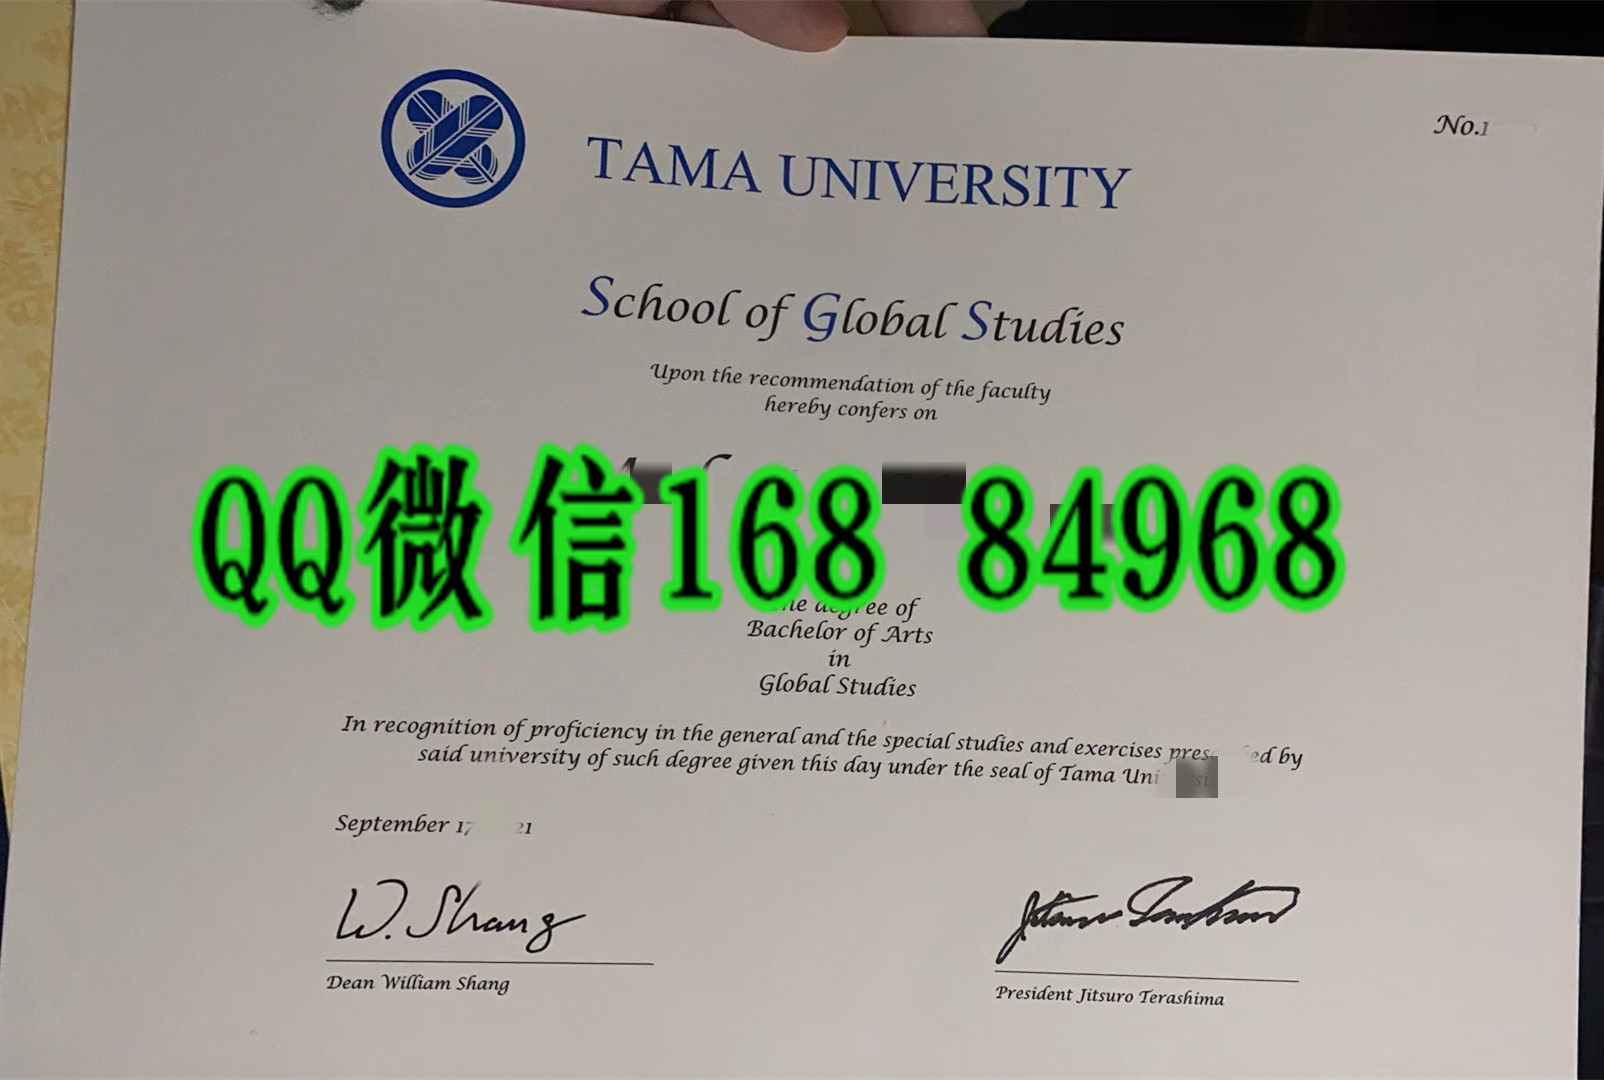 No.1
TAMA UNIVERSITY
School of Global Studies
Upon the recommendation of the faculty
hereby confers on
QQ微信168 84968
degree of
Bachelor of Arts
in
Global Studies
In recognition of proficiency in the general and the special studies and exercises by
said university of such degree given this day under the seal of Tama
September
W. Shang
Dean William Shang
President Jitsuro Terashima